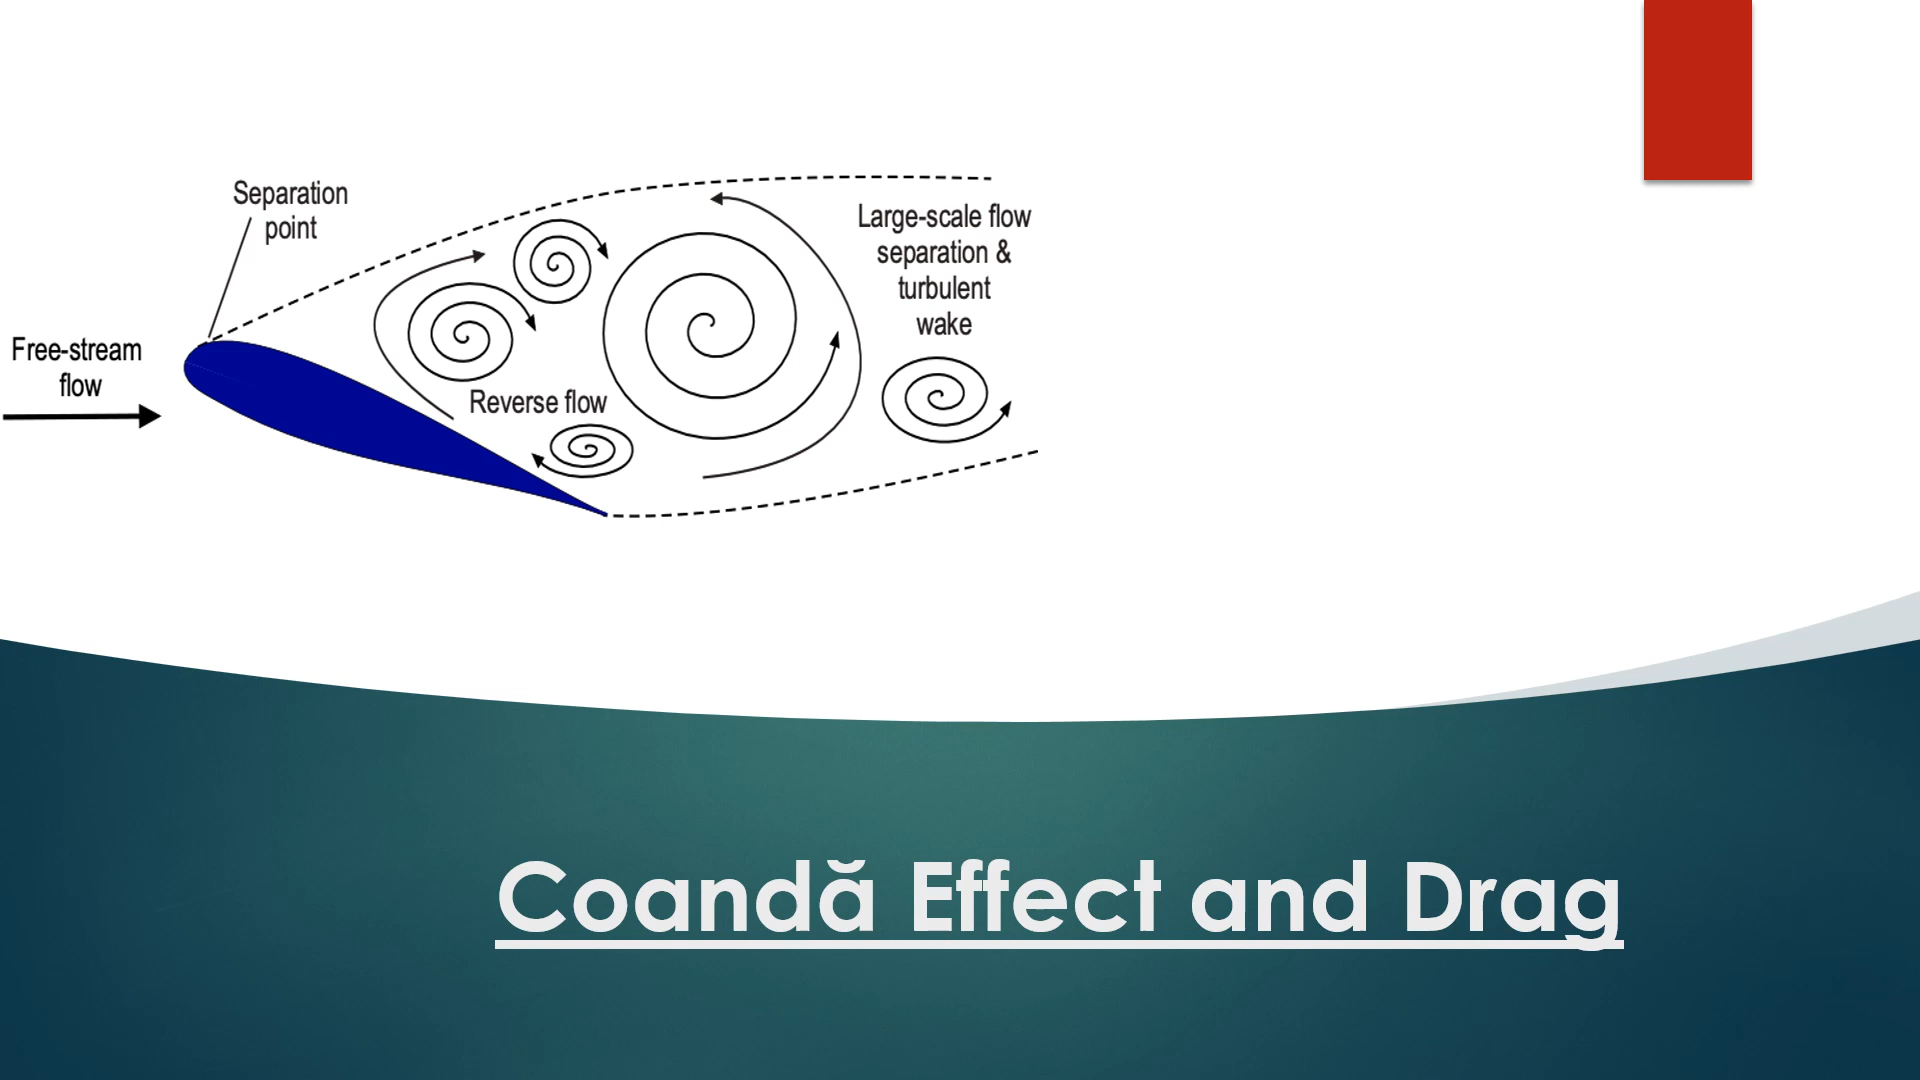 Separation
point
Large-scale flow
separation &
turbulent
wake
Free-stream
flow
Reverse flow
Coandă Effect and Drag